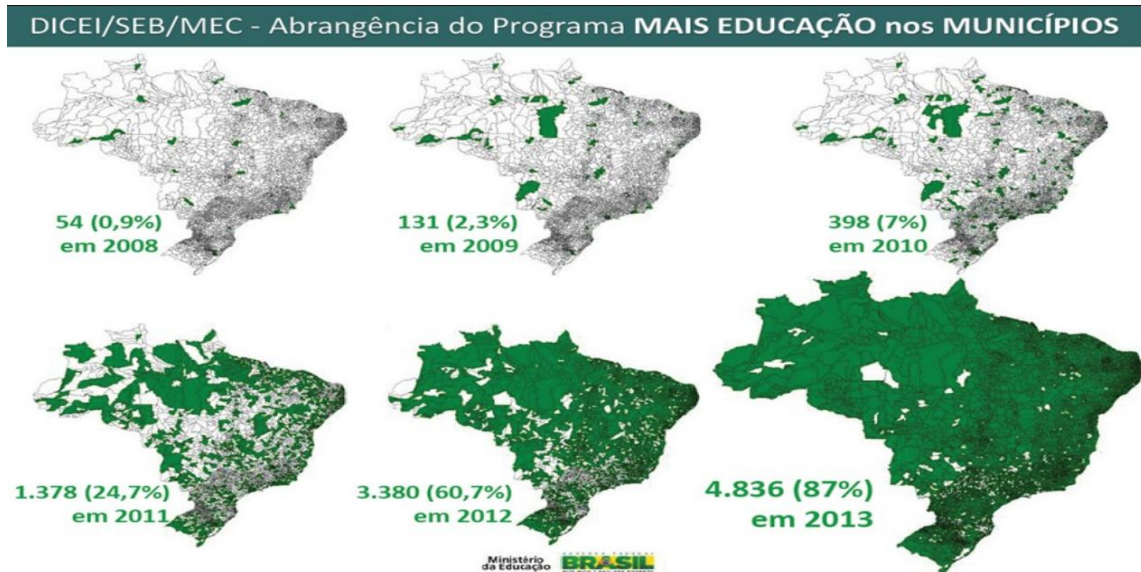 DICEI/SEB/MEC - Abrangência do Programa MAIS EDUCAÇÃO nos MUNICÍPIOS
54 (0,9%)
em 2008
131 (2,3%)
em 2009
398 (7%)
em 2010
1.378 (24,7%)
em 2011
3.380 (60,7%)
em 2012
4.836 (87%)
em 2013
Ministério
da Educação
BRASIL